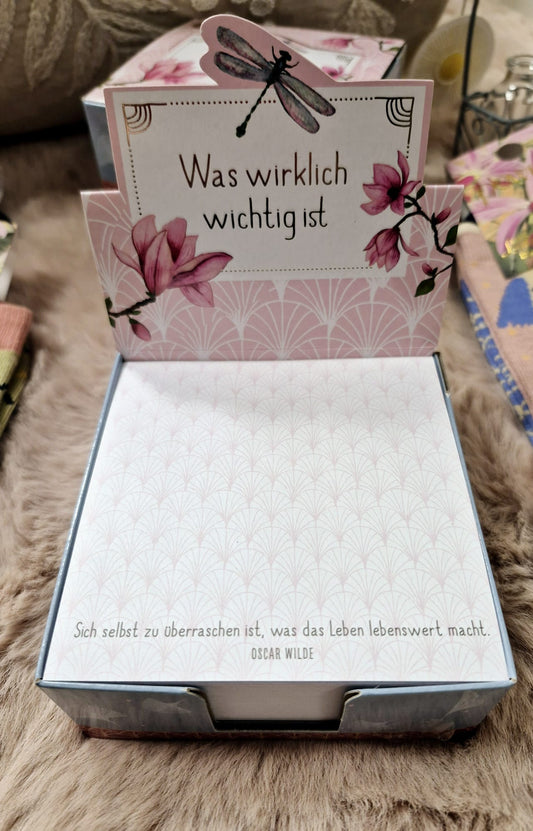 Was wirklich
wichtig ist
Sich selbst zu überraschen ist, was das Leben lebenswert macht.
OSCAR WILDE